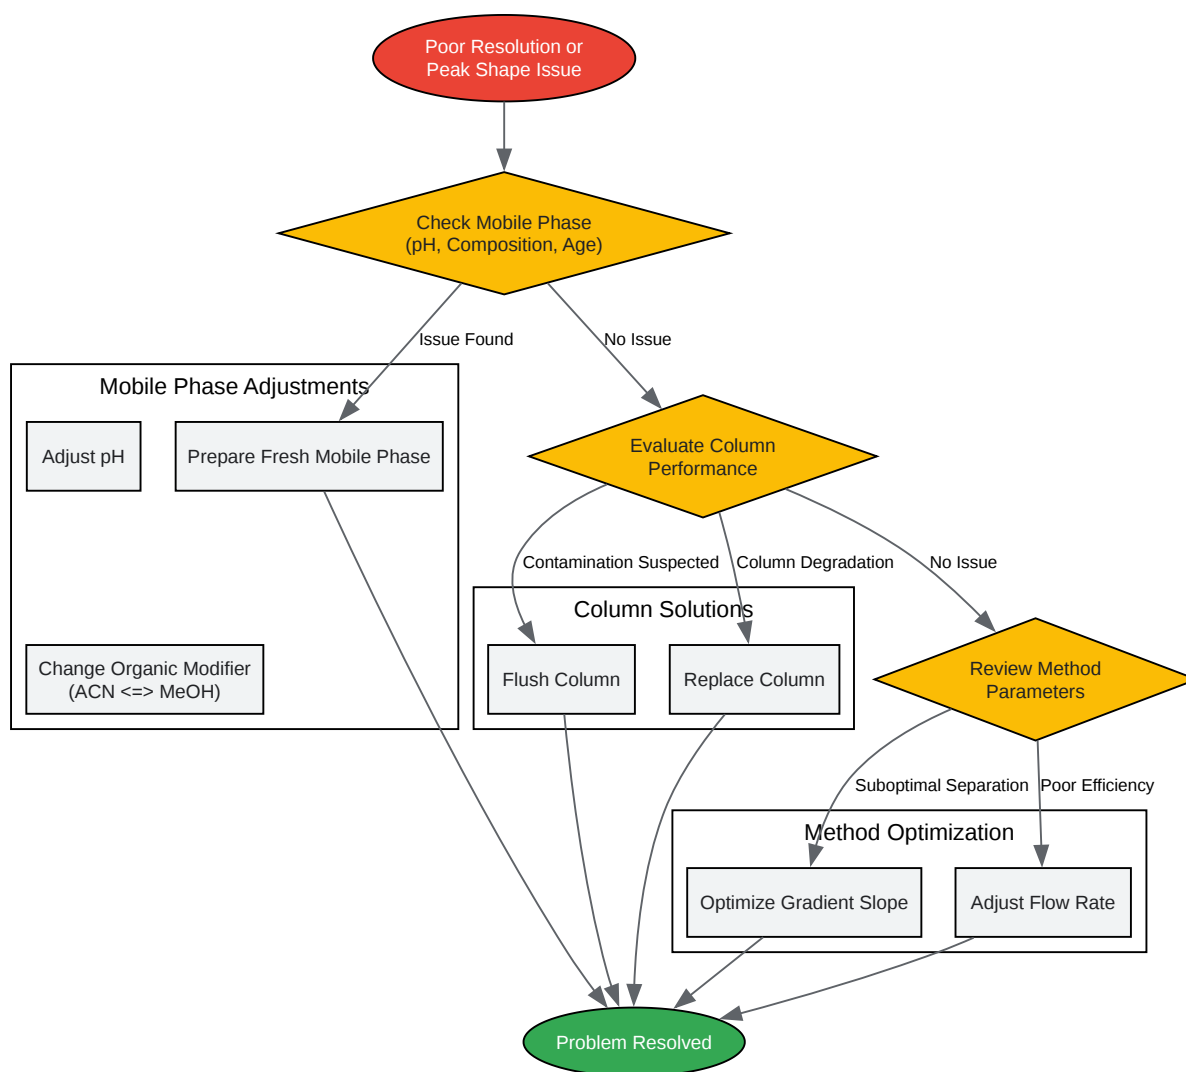 Poor Resolution or
Peak Shape Issue
Check Mobile Phase
(pH, Composition, Age)
Issue Found
No Issue
Mobile Phase Adjustments
Adjust pH
Prepare Fresh Mobile Phase
Evaluate Column
Performance
Contamination Suspected
Column Degradation
No Issue
Column Solutions
Change Organic Modifier
(ACN <=> MeOH)
Flush Column
Replace Column
Review Method
Parameters
Suboptimal Separation
Poor Efficiency
Method Optimization
Optimize Gradient Slope
Adjust Flow Rate
Problem Resolved